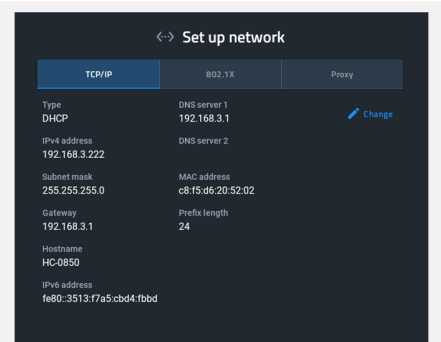 Set up network
TCP/IP
802.1X
Proxy
Type
DHCP
DNS server 1
192.168.3.1
Change
IPv4 address
192.168.3.222
DNS server 2
Subnet mask
255.255.255.0
MAC address
c8:f5:d6:20:52:02
Gateway
192.168.3.1
Prefix length
24
Hostname
HC-0850
IPv6 address
fe80::3513:f7a5:cbd4:fbbd